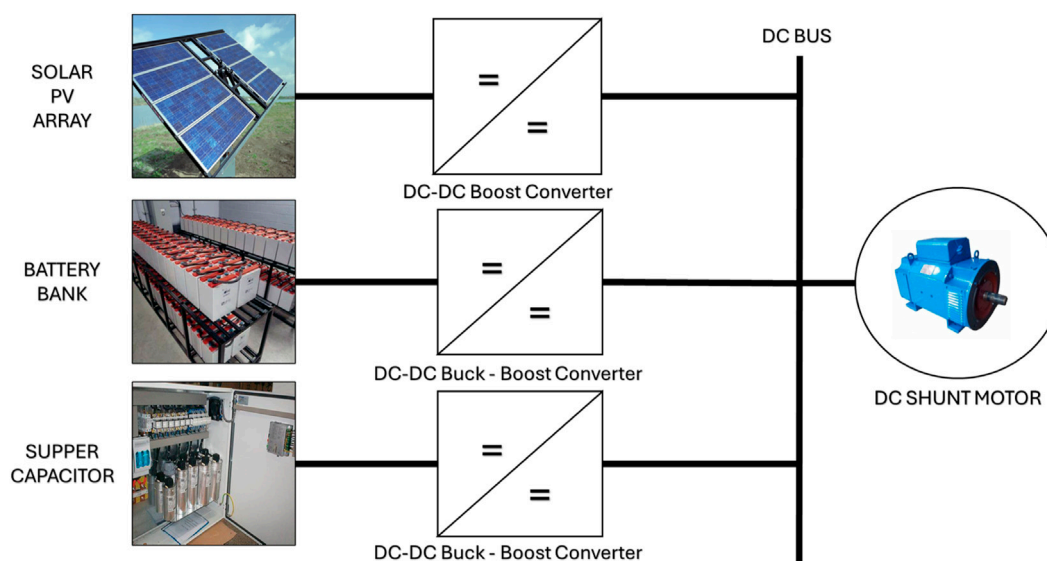 SOLAR
PV
ARRAY
=
=
DC-DC Boost Converter
DC BUS
BATTERY
BANK
=
=
DC-DC Buck - Boost Converter
DC SHUNT MOTOR
SUPPER
CAPACITOR
=
=
DC-DC Buck - Boost Converter